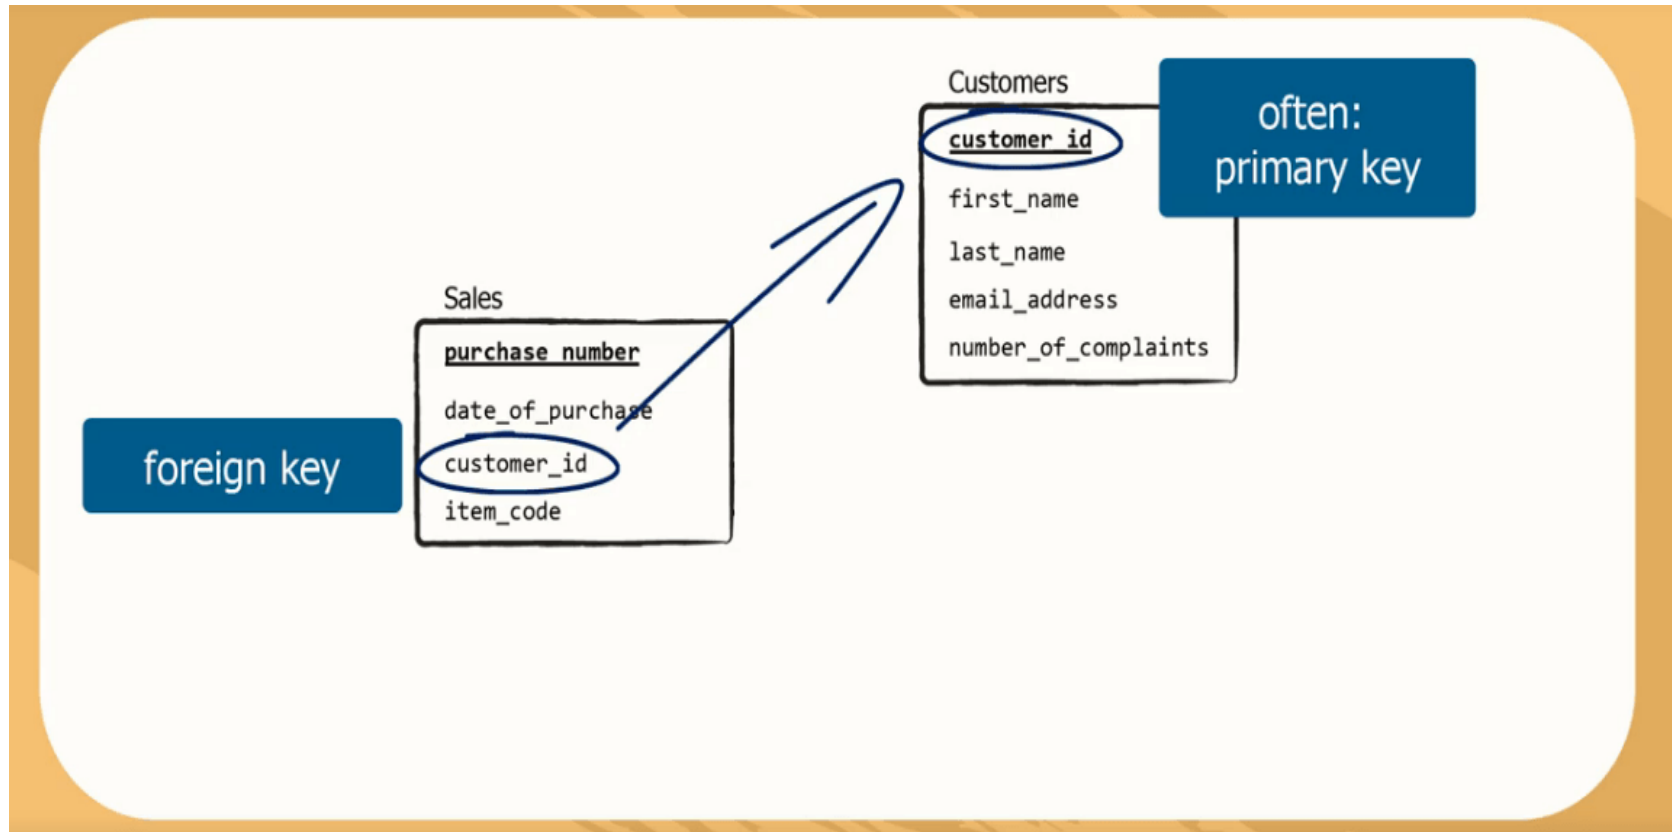 Customers
customer_id
first_name
last_name
email_address
number_of_complaints
often:
primary key
Sales
purchase_number
date_of_purchase
customer_id
item_code
foreign key